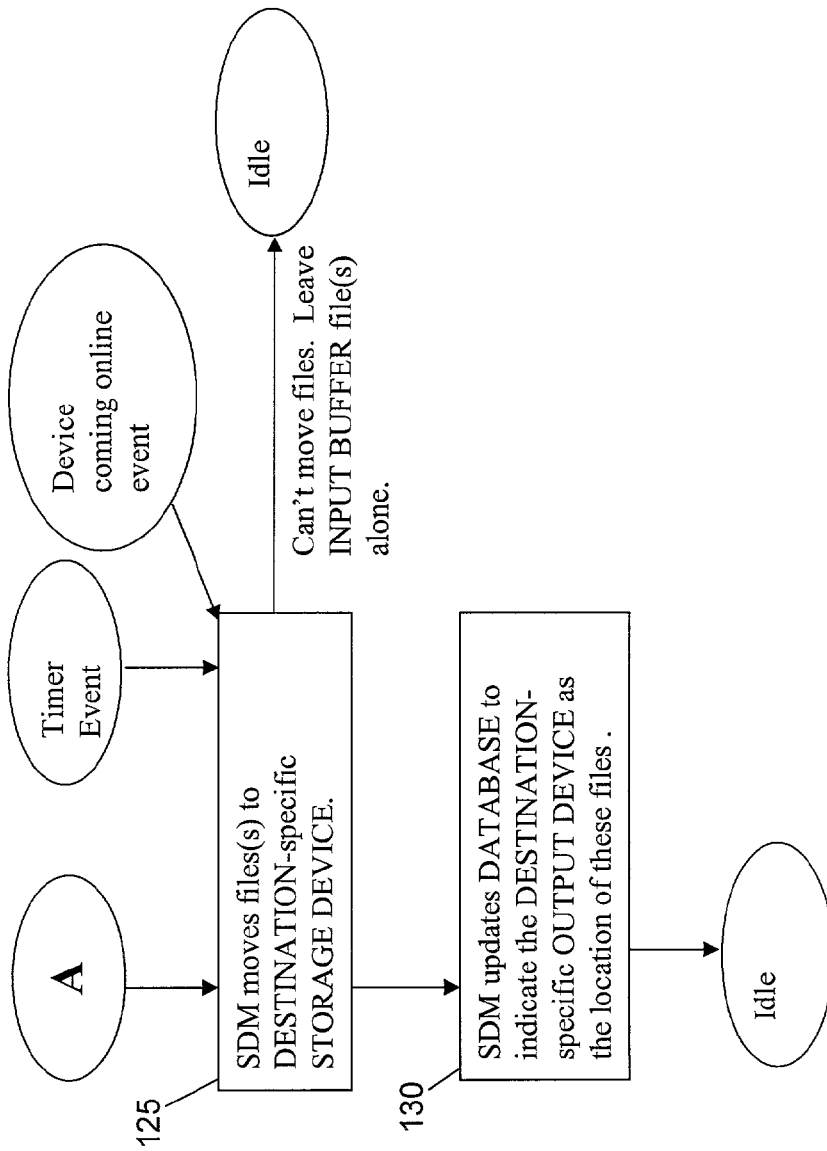 A
Timer
Event
Device
coming online
event
125
SDM moves files(s) to
DESTINATION-specific
STORAGE DEVICE.
Can't move files. Leave
INPUT BUFFER file(s)
alone.
Idle
130
SDM updates DATABASE to
indicate the DESTINATION-
specific OUTPUT DEVICE as
the location of these files .
Idle